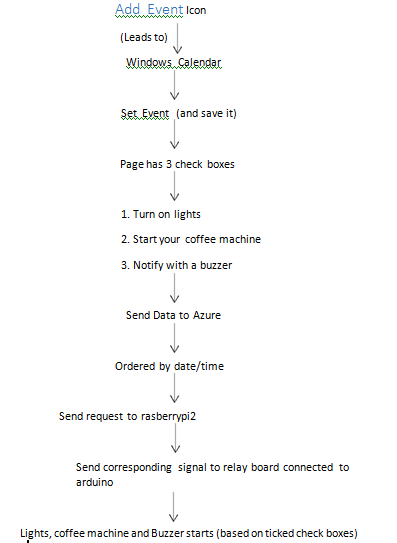 Add Event Icon
(Leads to)
Windows Calendar
Set Event (and save it)
Page has 3 check boxes
1. Turn on lights
2. Start your coffee machine
3. Notify with a buzzer
Send Data to Azure
Ordered by date/time
Send request to rasberrypi2
Send corresponding signal to relay board connected to
arduino
Lights, coffee machine and Buzzer starts (based on ticked check boxes)